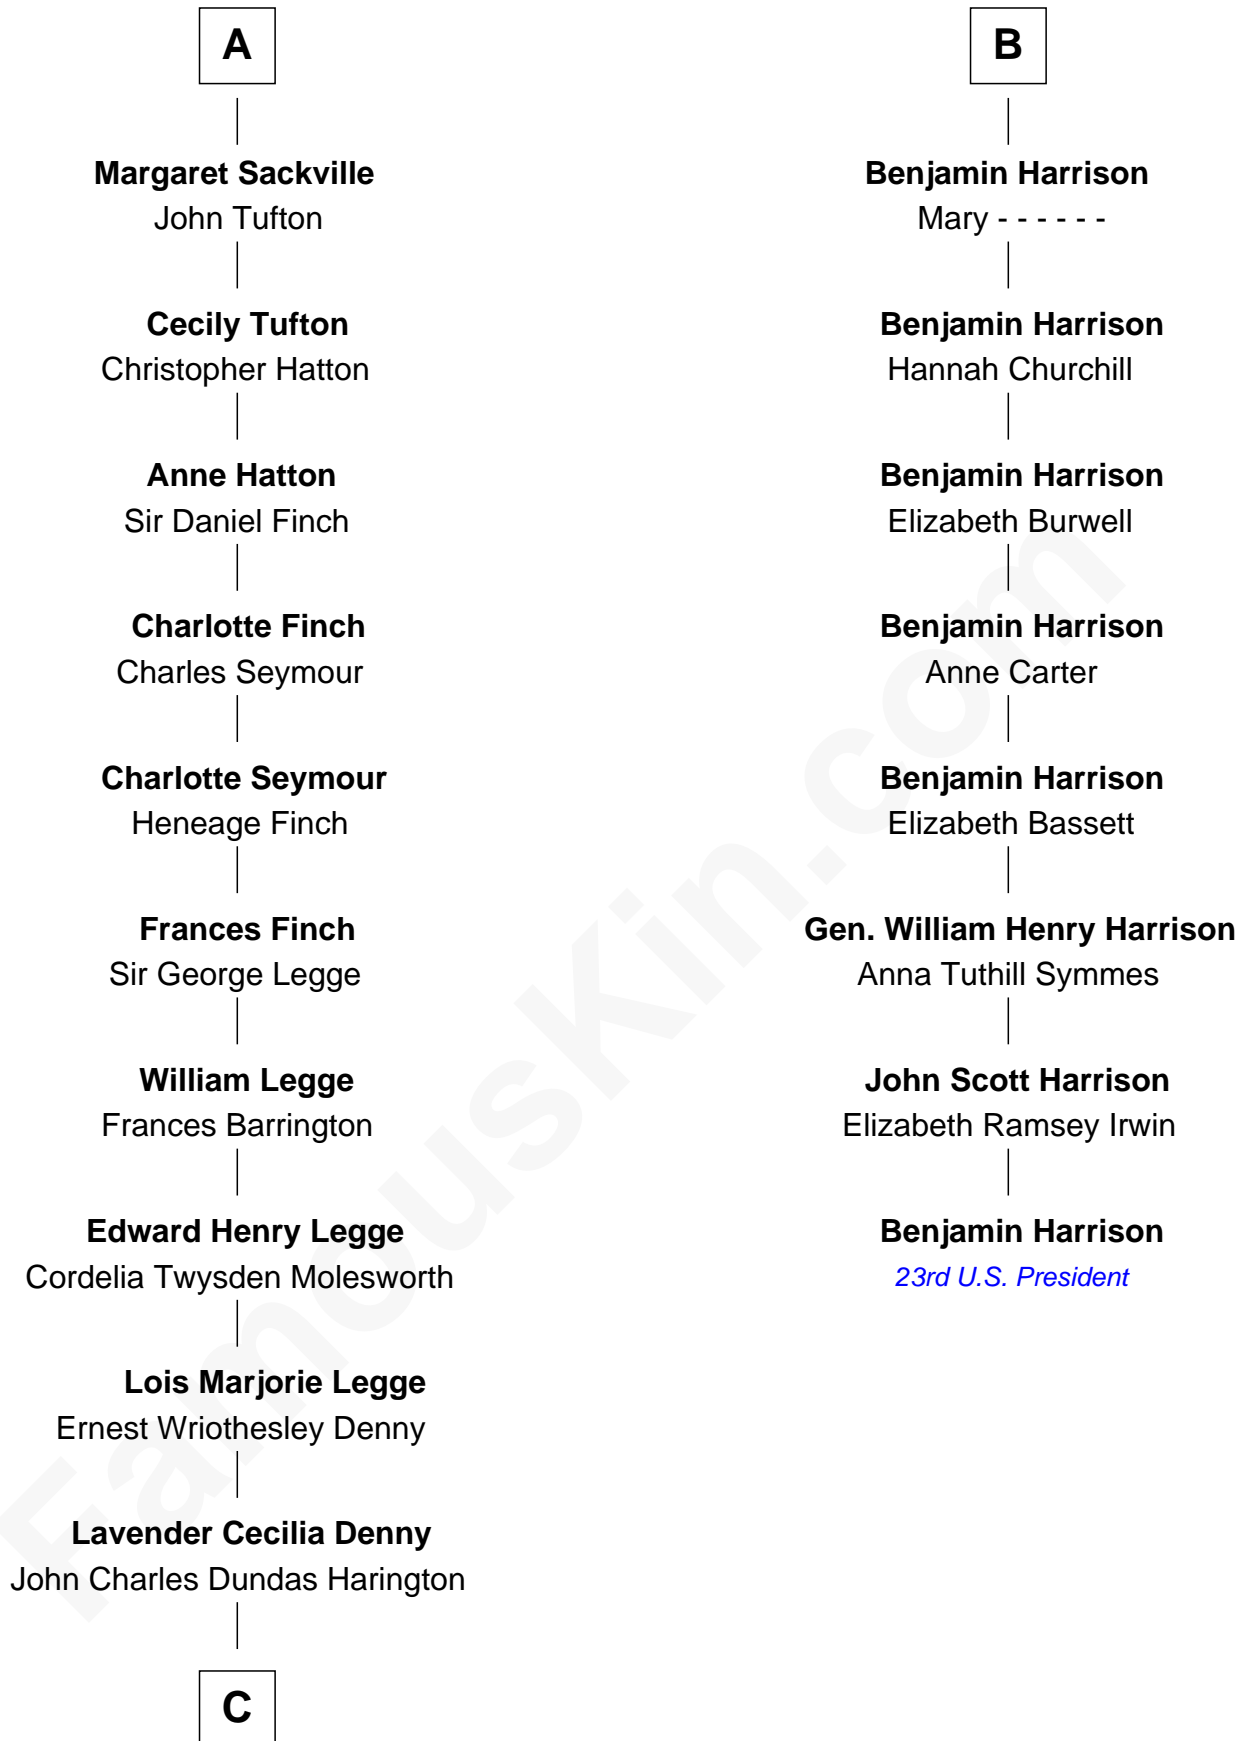 A
Margaret Sackville
John Tufton
Cecily Tufton
Christopher Hatton
Anne Hatton
Sir Daniel Finch
Charlotte Finch
Charles Seymour
Charlotte Seymour
Heneage Finch
Frances Finch
Sir George Legge
William Legge
Frances Barrington
Edward Henry Legge
Cordelia Twysden Molesworth
Lois Marjorie Legge
Ernest Wriothesley Denny
Lavender Cecilia Denny
John Charles Dundas Harington
C
B
Benjamin Harrison
Mary - - - - - -
Benjamin Harrison
Hannah Churchill
Benjamin Harrison
Elizabeth Burwell
Benjamin Harrison
Anne Carter
Benjamin Harrison
Elizabeth Bassett
Gen. William Henry Harrison
Anna Tuthill Symmes
John Scott Harrison
Elizabeth Ramsey Irwin
Benjamin Harrison
23rd U.S. President
FamousKin.com